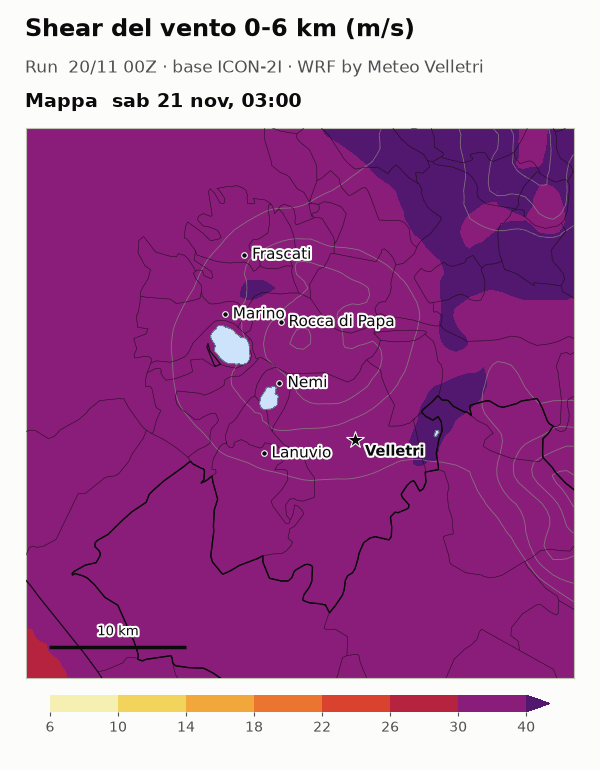 Shear del vento 0-6 km (m/s)
Run  20/11 00Z · base ICON-2I · WRF by Meteo Velletri
Mappa  sab 21 nov, 03:00
Frascati
Marino
Rocca di Papa
Nemi
Velletri
Lanuvio
10 km
6 10 14 18 22 26 30 40